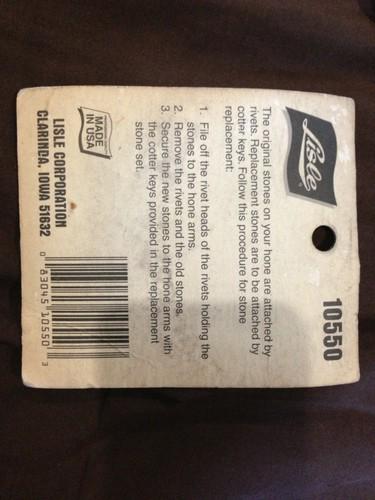 Lisle®
10550
The original stones on your hone are attached by
rivets. Replacement stones are to be attached by
cotter keys. Follow this procedure for stone
replacement:
1. File off the rivet heads of the rivets holding the
stones to the hone arms.
2. Remove the rivets and the old stones.
3. Secure the new stones to the hone arms with
the cotter keys provided in the replacement
stone set.
MADE
IN USA
LISLE CORPORATION
CLARINDA, IOWA 51632
0 83045 10550 3